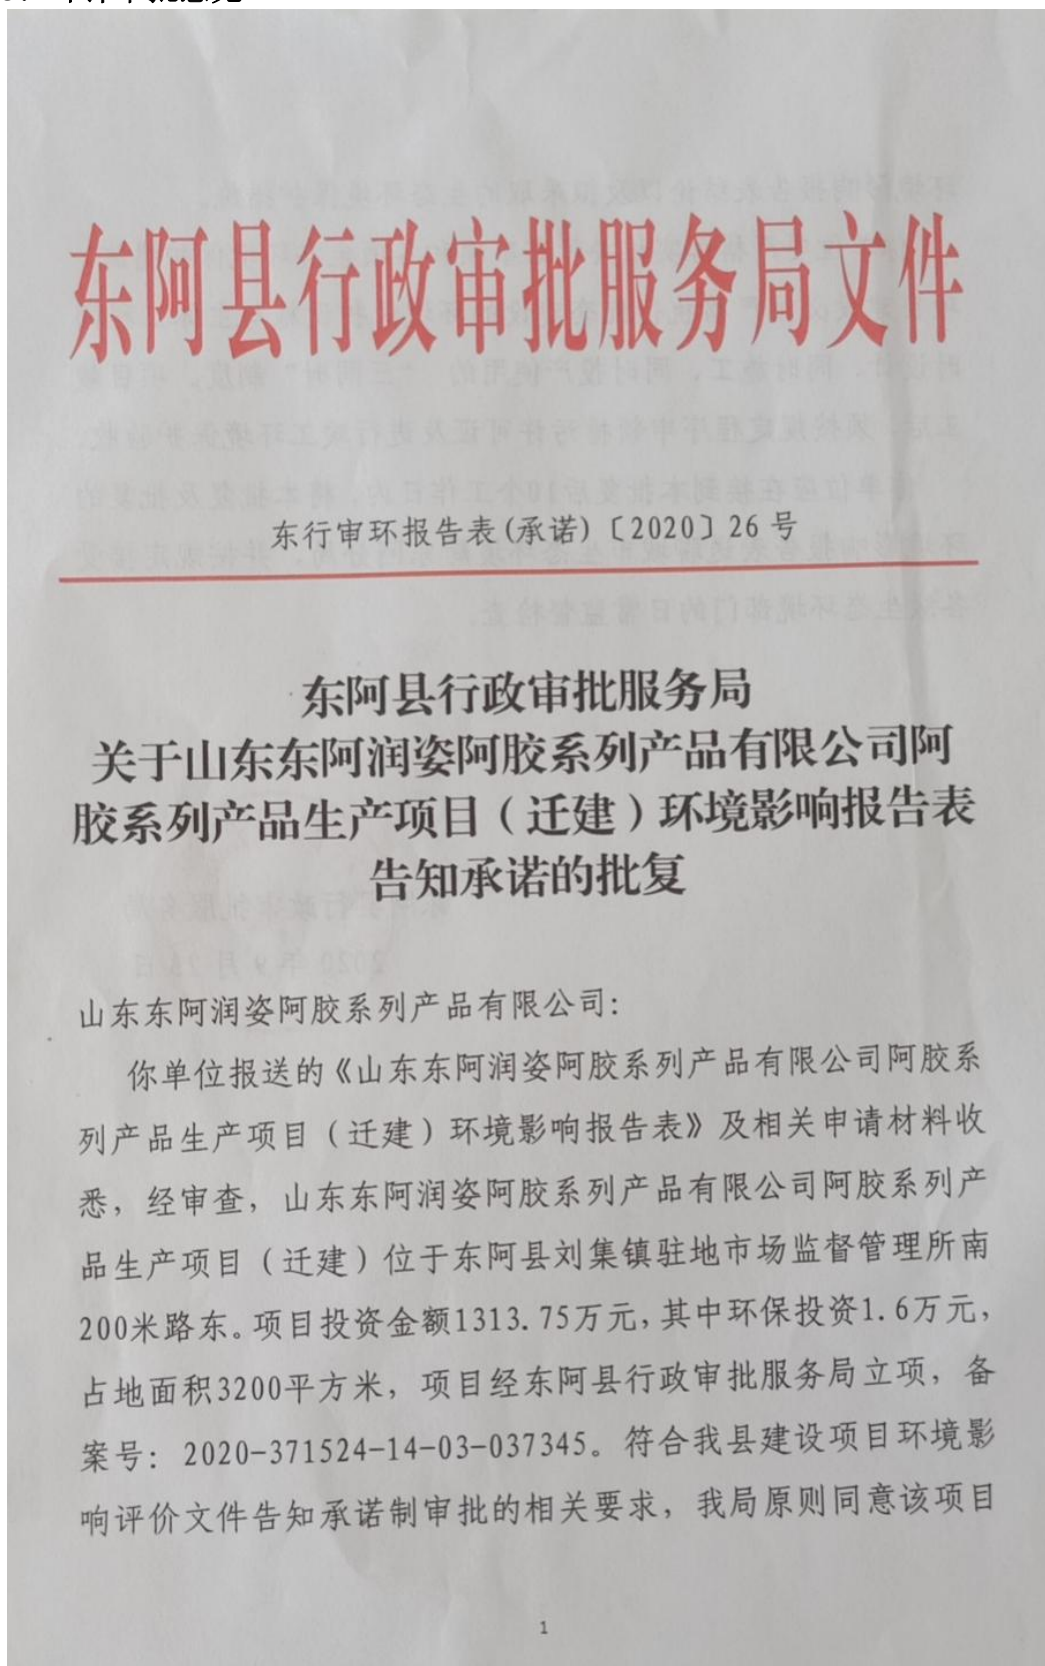 东阿县行政审批服务局文件
东行审环报告表(承诺)〔2020〕26号
东阿县行政审批服务局
关于山东东阿润姿阿胶系列产品有限公司阿
胶系列产品生产项目（迁建）环境影响报告表
告知承诺的批复
山东东阿润姿阿胶系列产品有限公司：
你单位报送的《山东东阿润姿阿胶系列产品有限公司阿胶系
列产品生产项目（迁建）环境影响报告表》及相关申请材料收
悉，经审查，山东东阿润姿阿胶系列产品有限公司阿胶系列产
品生产项目（迁建）位于东阿县刘集镇驻地市场监督管理所南
200米路东。项目投资金额1313.75万元，其中环保投资1.6万元，
占地面积3200平方米，项目经东阿县行政审批服务局立项，备
案号：2020-371524-14-03-037345。符合我县建设项目环境影
响评价文件告知承诺制审批的相关要求，我局原则同意该项目
1